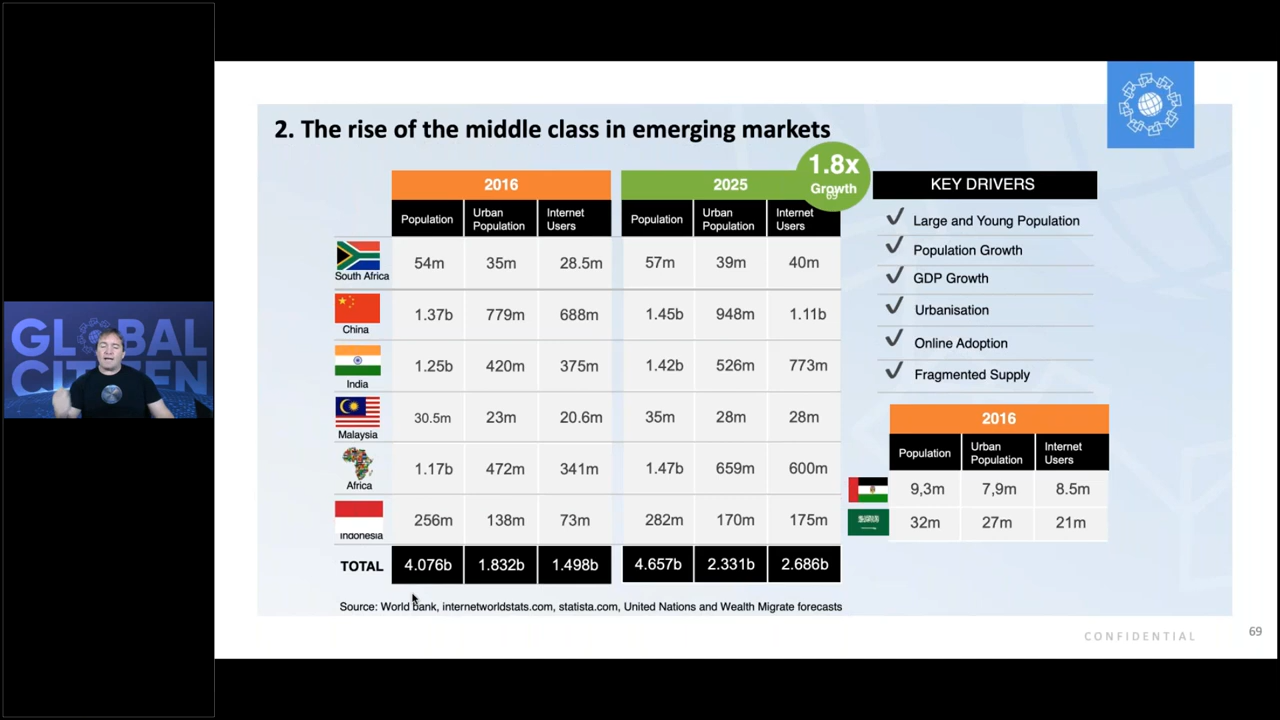 2. The rise of the middle class in emerging markets
2016
2025
1.8x
Growth
69
Population
Urban Population
Internet Users
Population
Urban Population
Internet Users
South Africa
54m 35m 28.5m 57m 39m 40m
China
1.37b 779m 688m 1.45b 948m 1.11b
India
1.25b 420m 375m 1.42b 526m 773m
Malaysia
30.5m 23m 20.6m 35m 28m 28m
Africa
1.17b 472m 341m 1.47b 659m 600m
Indonesia
256m 138m 73m 282m 170m 175m
TOTAL 4.076b 1.832b 1.498b 4.657b 2.331b 2.686b
Source: World bank, internetworldstats.com, statista.com, United Nations and Wealth Migrate forecasts
KEY DRIVERS
Large and Young Population
Population Growth
GDP Growth
Urbanisation
Online Adoption
Fragmented Supply
2016
Population
Urban Population
Internet Users
9,3m 7,9m 8.5m
32m 27m 21m
CONFIDENTIAL
69
GLOBAL
CITIZEN